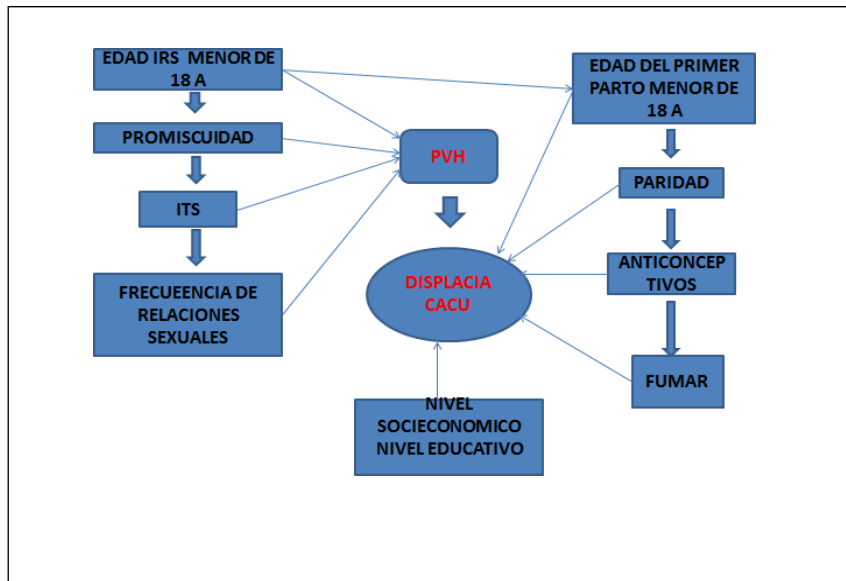 EDAD IRS MENOR DE
18 A
PROMISCUIDAD
ITS
FRECUEENCIA DE
RELACIONES
SEXUALES
PVH
DISPLACIA
CACU
NIVEL
SOCIECONOMICO
NIVEL EDUCATIVO
EDAD DEL PRIMER
PARTO MENOR DE
18 A
PARIDAD
ANTICONCEP
TIVOS
FUMAR